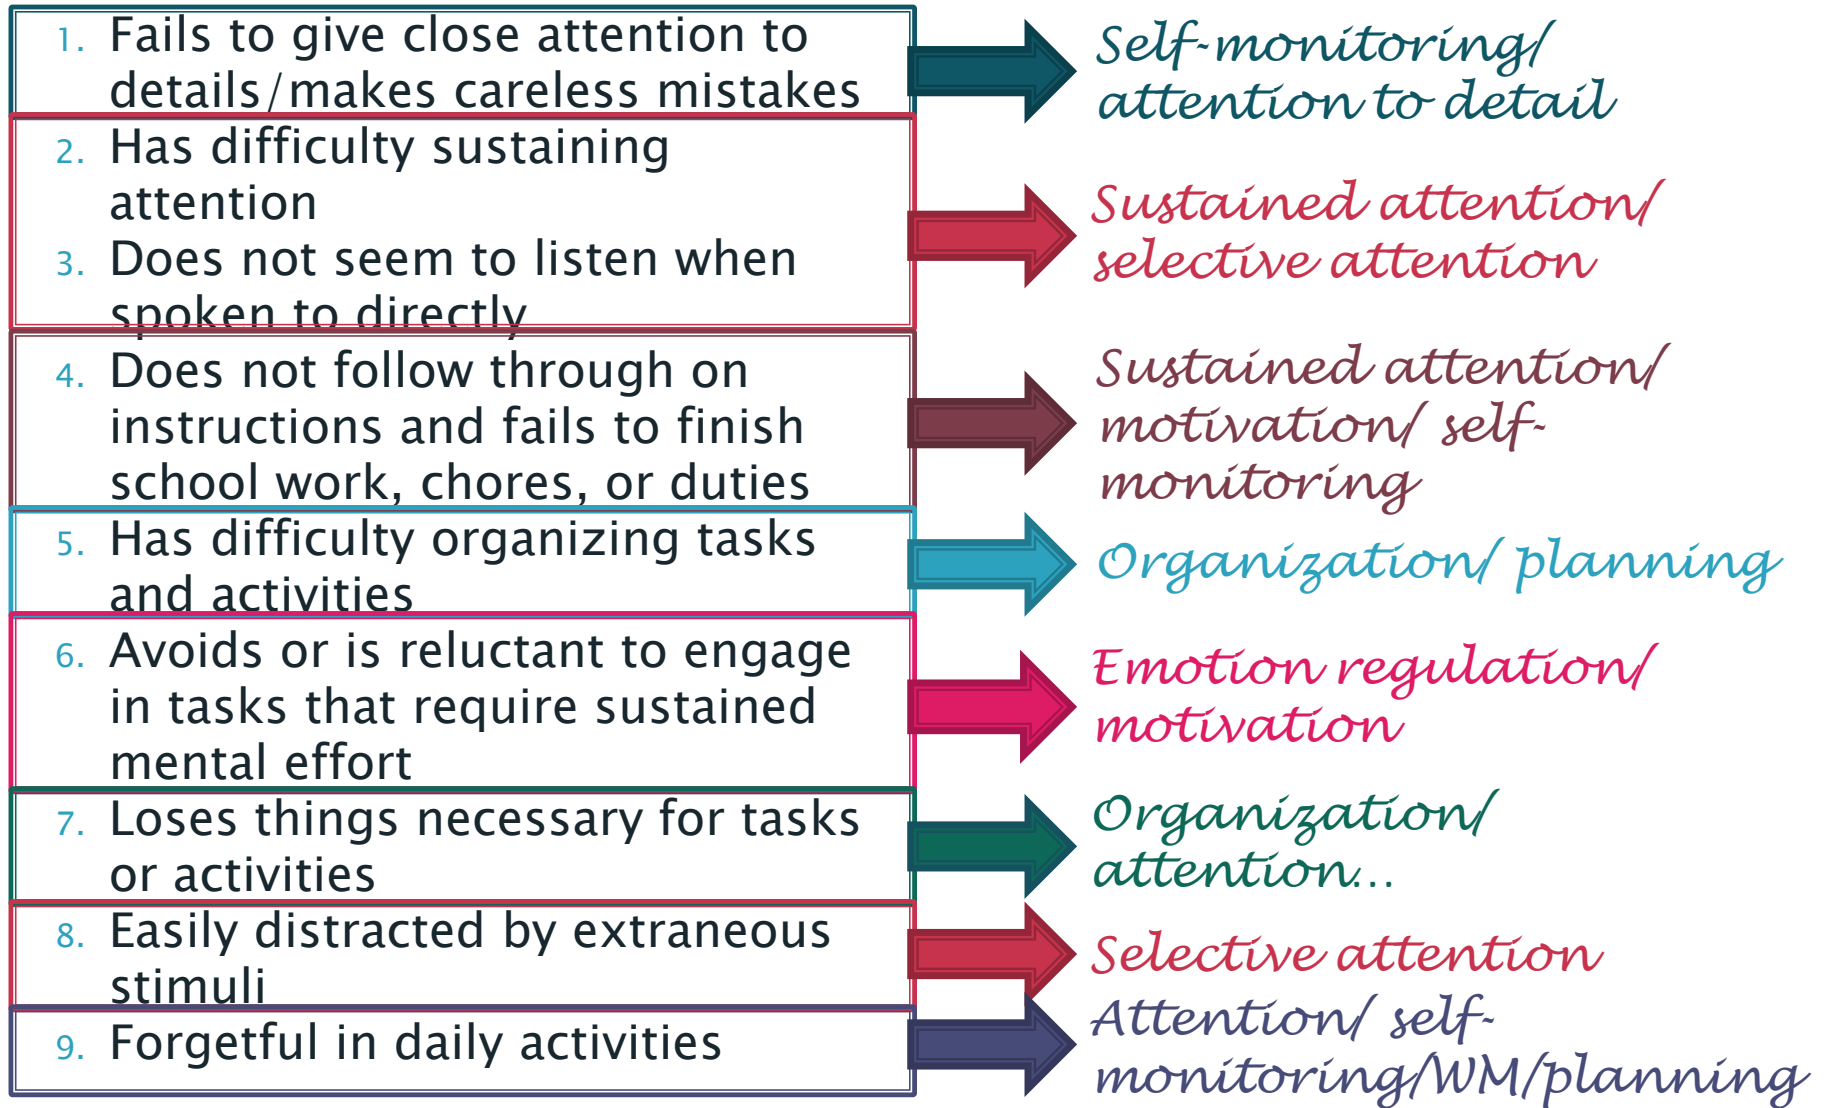 1. Fails to give close attention to
details/makes careless mistakes
Self-monitoring/
attention to detail
2. Has difficulty sustaining
attention
3. Does not seem to listen when
spoken to directly
Sustained attention/
selective attention
4. Does not follow through on
instructions and fails to finish
school work, chores, or duties
Sustained attention/
motivation/ self-
monitoring
5. Has difficulty organizing tasks
and activities
Organization/ planning
6. Avoids or is reluctant to engage
in tasks that require sustained
mental effort
Emotion regulation/
motivation
7. Loses things necessary for tasks
or activities
Organization/
attention...
8. Easily distracted by extraneous
stimuli
Selective attention
9. Forgetful in daily activities
Attention/ self-
monitoring/WM/planning